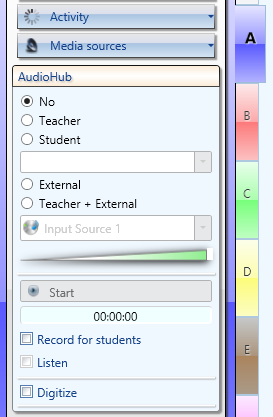 Activity
Media sources
AudioHub
No
Teacher
Student
External
Teacher + External
Input Source 1
Start
00:00:00
Record for students
Listen
Digitize
A
B
C
D
E